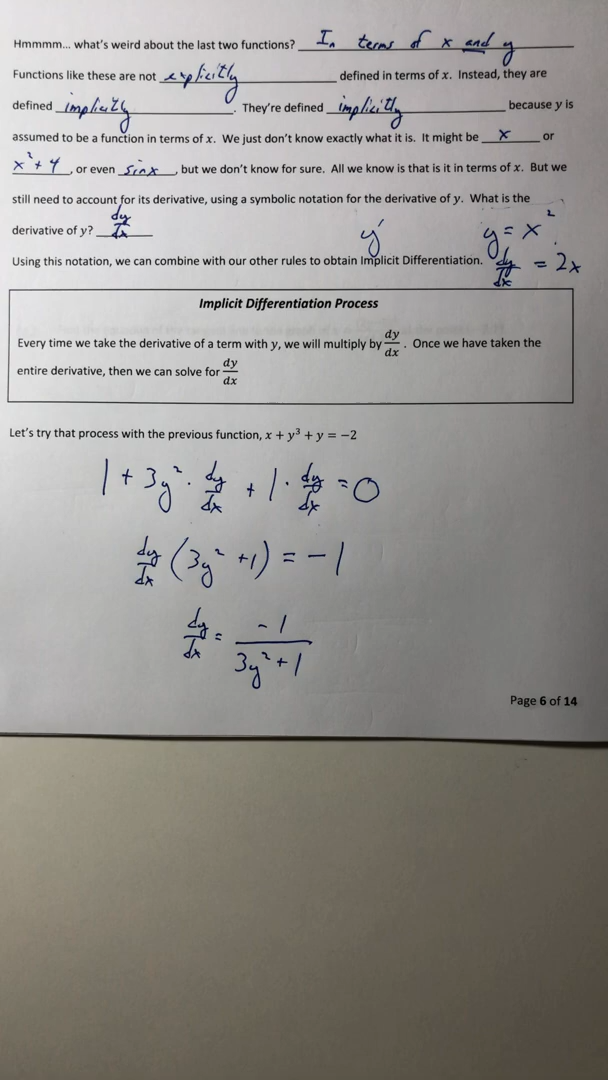 Hmmmm... what's weird about the last two functions? In terms of x and y
Functions like these are not explicitly defined in terms of x. Instead, they are
defined implicitly. They're defined implicitly because y is
assumed to be a function in terms of x. We just don't know exactly what it is. It might be x or
x² + 4, or even sin x, but we don't know for sure. All we know is that is it in terms of x. But we
still need to account for its derivative, using a symbolic notation for the derivative of y. What is the
derivative of y? dy/dx
y' y = x²
Using this notation, we can combine with our other rules to obtain Implicit Differentiation. dy/dx = 2x
Implicit Differentiation Process
Every time we take the derivative of a term with y, we will multiply by dy/dx. Once we have taken the
entire derivative, then we can solve for dy/dx
Let's try that process with the previous function, x + y³ + y = −2
1 + 3y² · dy/dx + 1 · dy/dx = 0
dy/dx (3y² + 1) = −1
dy/dx = −1/(3y² + 1)
Page 6 of 14